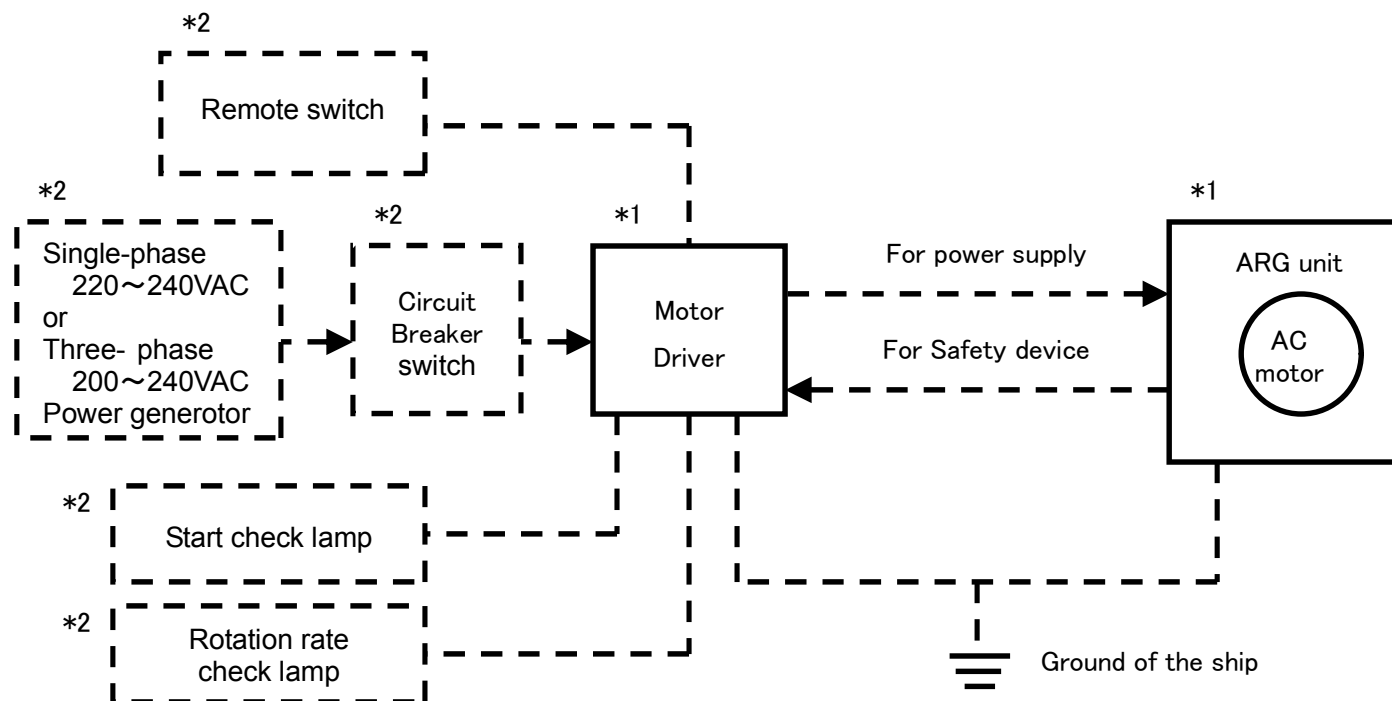 *2
Remote switch
*2
Single-phase
220～240VAC
or
Three- phase
200～240VAC
Power generotor
*2
Circuit
Breaker
switch
*1
Motor
Driver
For power supply
For Safety device
*1
ARG unit
AC
motor
*2
Start check lamp
*2
Rotation rate
check lamp
Ground of the ship